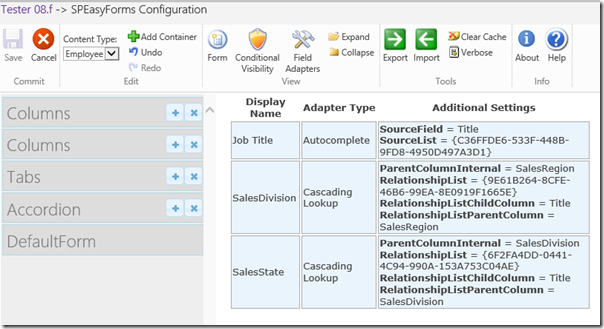 Tester 08.f -> SPEasyForms Configuration
Save
Cancel
Commit
Content Type:
Employee
Add Container
Undo
Redo
Edit
Form
Conditional
Visibility
Field
Adapters
Expand
Collapse
View
Export
Import
Clear Cache
Verbose
Tools
About
Help
Info
Columns
Columns
Tabs
Accordion
DefaultForm
Display
Name
Adapter Type
Additional Settings
Job Title
Autocomplete
SourceField = Title
SourceList = {C36FFDE6-533F-448B-
9FD8-4950D497A3D1}
SalesDivision
Cascading
Lookup
ParentColumnInternal = SalesRegion
RelationshipList = {9E61B264-8CFE-
46B6-99EA-8E0919F1665E}
RelationshipListChildColumn = Title
RelationshipListParentColumn =
SalesRegion
SalesState
Cascading
Lookup
ParentColumnInternal = SalesDivision
RelationshipList = {6F2FA4DD-0441-
4C94-990A-153A753C04AE}
RelationshipListChildColumn = Title
RelationshipListParentColumn =
SalesDivision